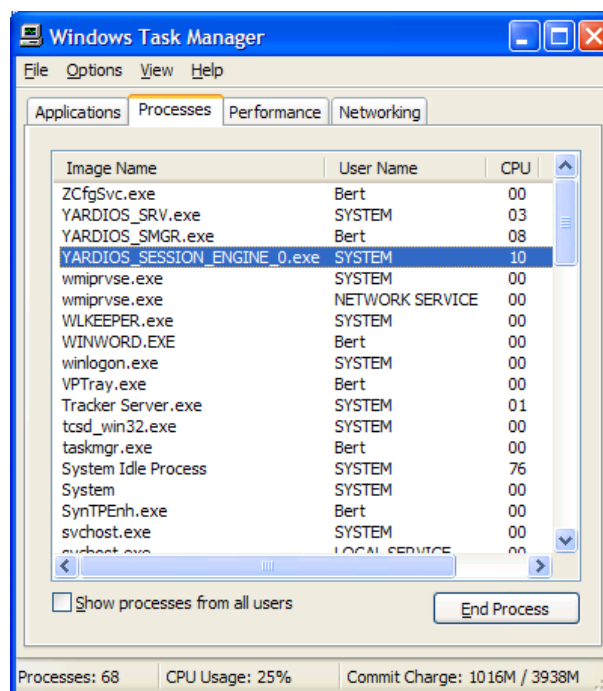 Windows Task Manager
File Options View Help
Applications Processes Performance Networking
Image Name User Name CPU
ZCfgSvc.exe Bert 00
YARDIOS_SRV.exe SYSTEM 03
YARDIOS_SMGR.exe Bert 08
YARDIOS_SESSION_ENGINE_0.exe SYSTEM 10
wmiprvse.exe SYSTEM 00
wmiprvse.exe NETWORK SERVICE 00
WLKEEPER.exe SYSTEM 00
WINWORD.EXE Bert 00
winlogon.exe SYSTEM 00
VPTray.exe Bert 00
Tracker Server.exe SYSTEM 01
tcsd_win32.exe SYSTEM 00
taskmgr.exe Bert 00
System Idle Process SYSTEM 76
System SYSTEM 00
SynTPEnh.exe Bert 00
svchost.exe SYSTEM 00
svchost.exe LOCAL SERVICE 00
Show processes from all users End Process
Processes: 68 CPU Usage: 25% Commit Charge: 1016M / 3938M